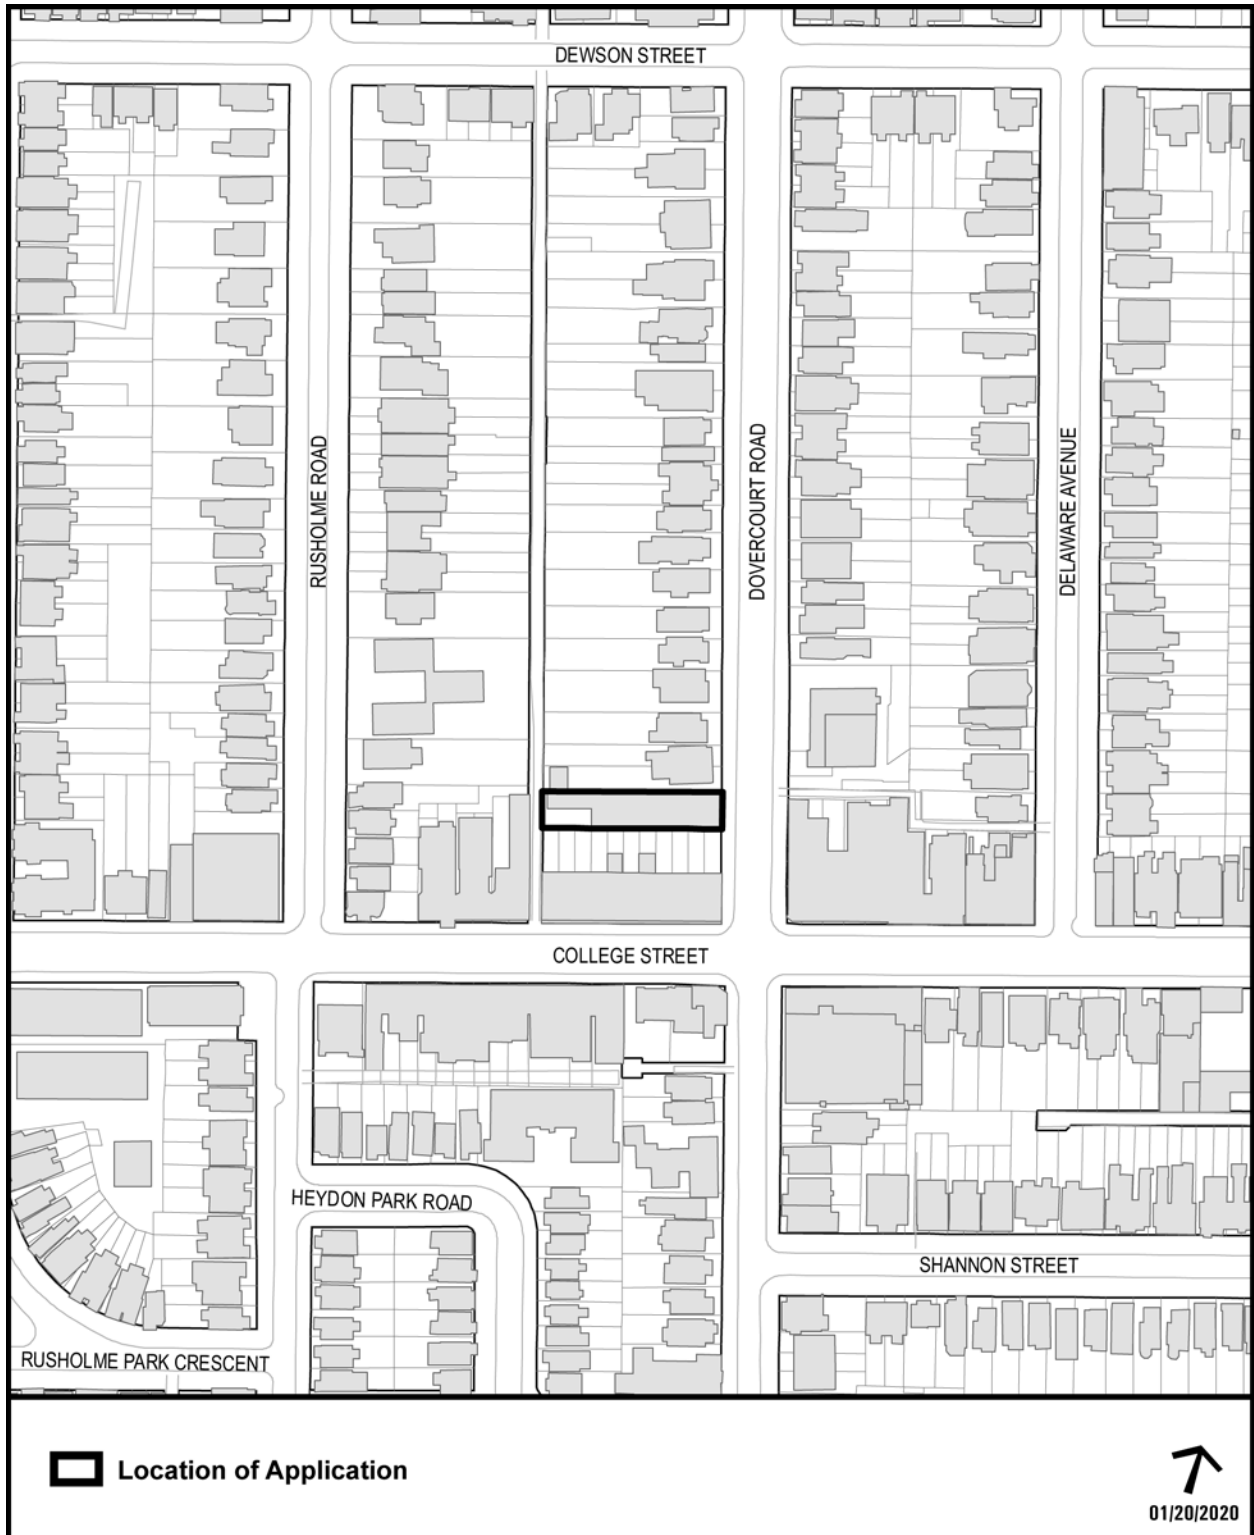 DEWSON STREET
RUSHOLME ROAD
DOVERCOURT ROAD
DELAWARE AVENUE
COLLEGE STREET
HEYDON PARK ROAD
SHANNON STREET
RUSHOLME PARK CRESCENT
Location of Application
01/20/2020